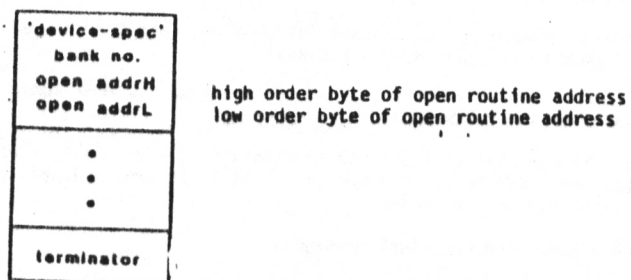 'device-spec'
bank no.
open addrH
open addrL
high order byte of open routine address
low order byte of open routine address
terminator